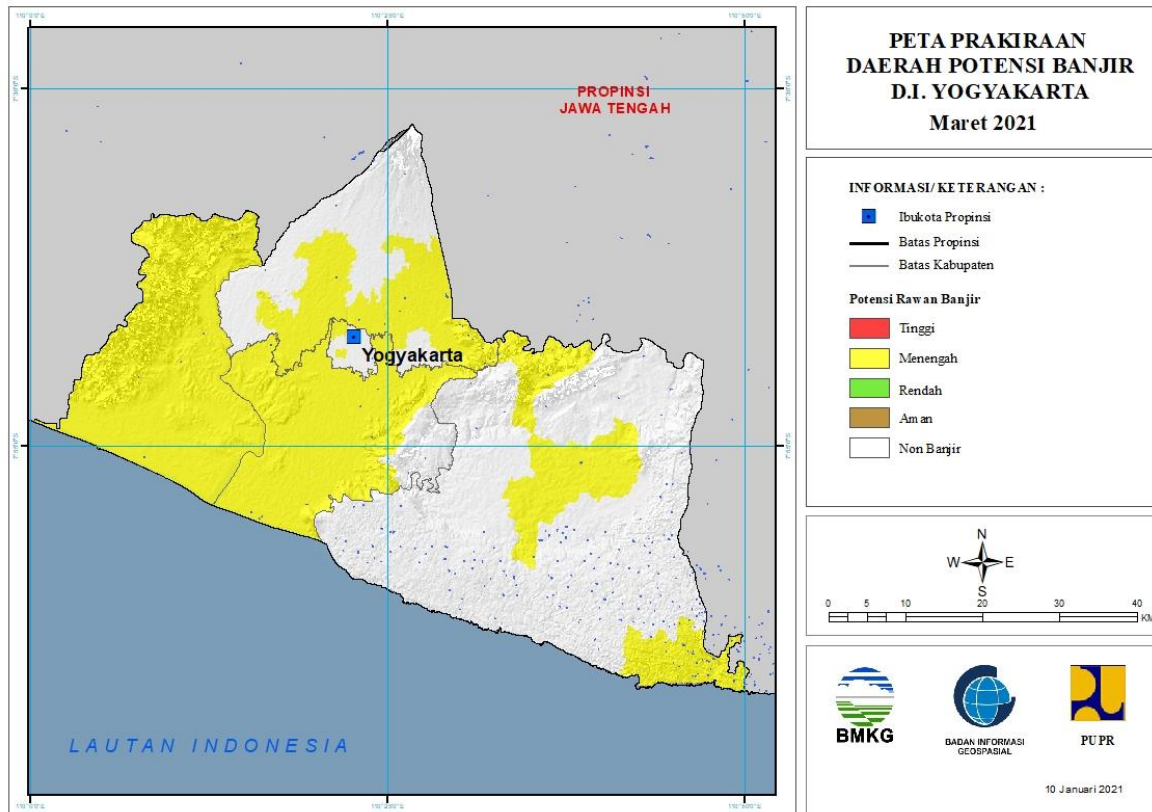 PETA PRAKIRAAN
DAERAH POTENSI BANJIR
D.I. YOGYAKARTA
Maret 2021
PROPINSI
JAWA TENGAH
Yogyakarta
LAUTAN INDONESIA
INFORMASI/ KETERANGAN :
Ibukota Propinsi
Batas Propinsi
Batas Kabupaten
Potensi Rawan Banjir
Tinggi
Menengah
Rendah
Aman
Non Banjir
N
W E
S
0 5 10 20 30 40
KM
BMKG
BADAN INFORMASI
GEOSPASIAL
PUPR
10 Januari 2021